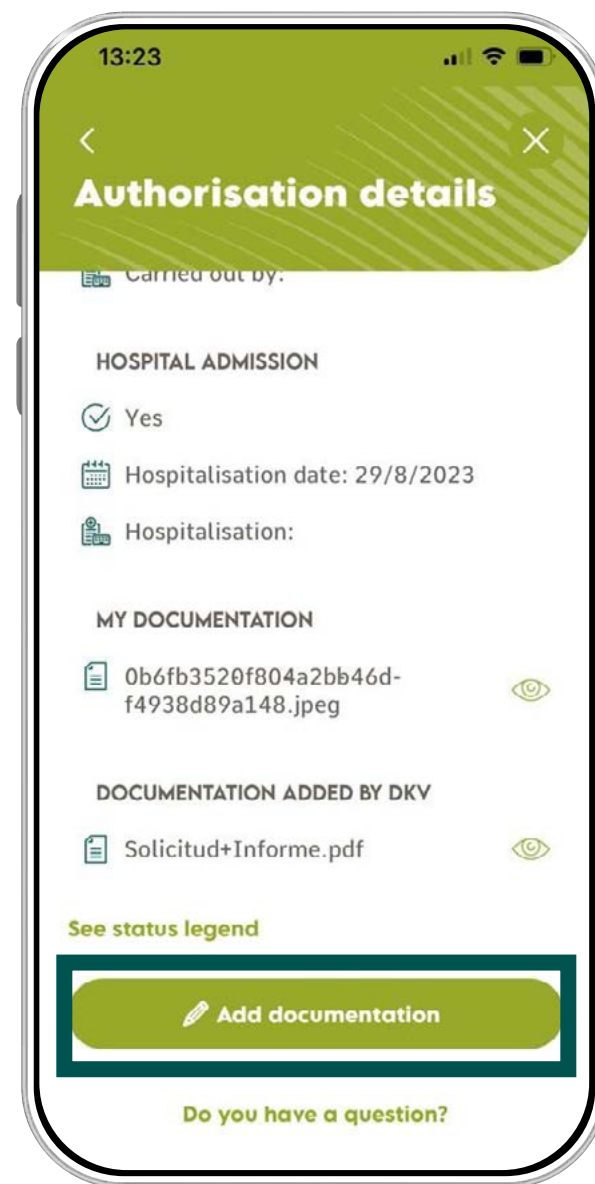 13:23
Authorisation details
Carried out by:
HOSPITAL ADMISSION
Yes
Hospitalisation date: 29/8/2023
Hospitalisation:
MY DOCUMENTATION
0b6fb3520f804a2bb46d-
f4938d89a148.jpeg
DOCUMENTATION ADDED BY DKV
Solicitud+Informe.pdf
See status legend
Add documentation
Do you have a question?